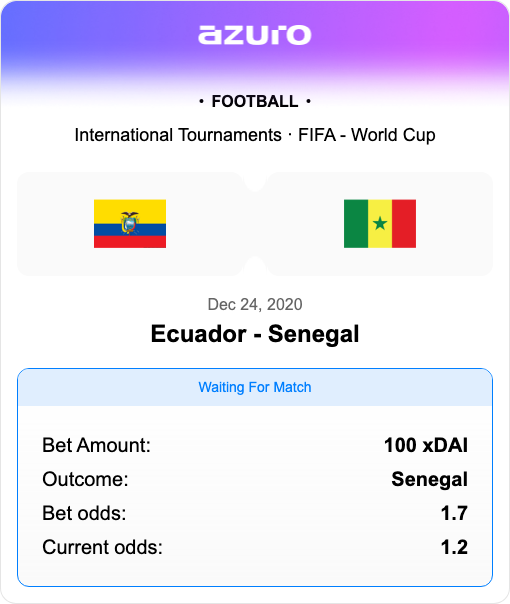 azuro
• FOOTBALL •
International Tournaments · FIFA - World Cup
Dec 24, 2020
Ecuador - Senegal
Waiting For Match
Bet Amount: 100 xDAI
Outcome: Senegal
Bet odds: 1.7
Current odds: 1.2